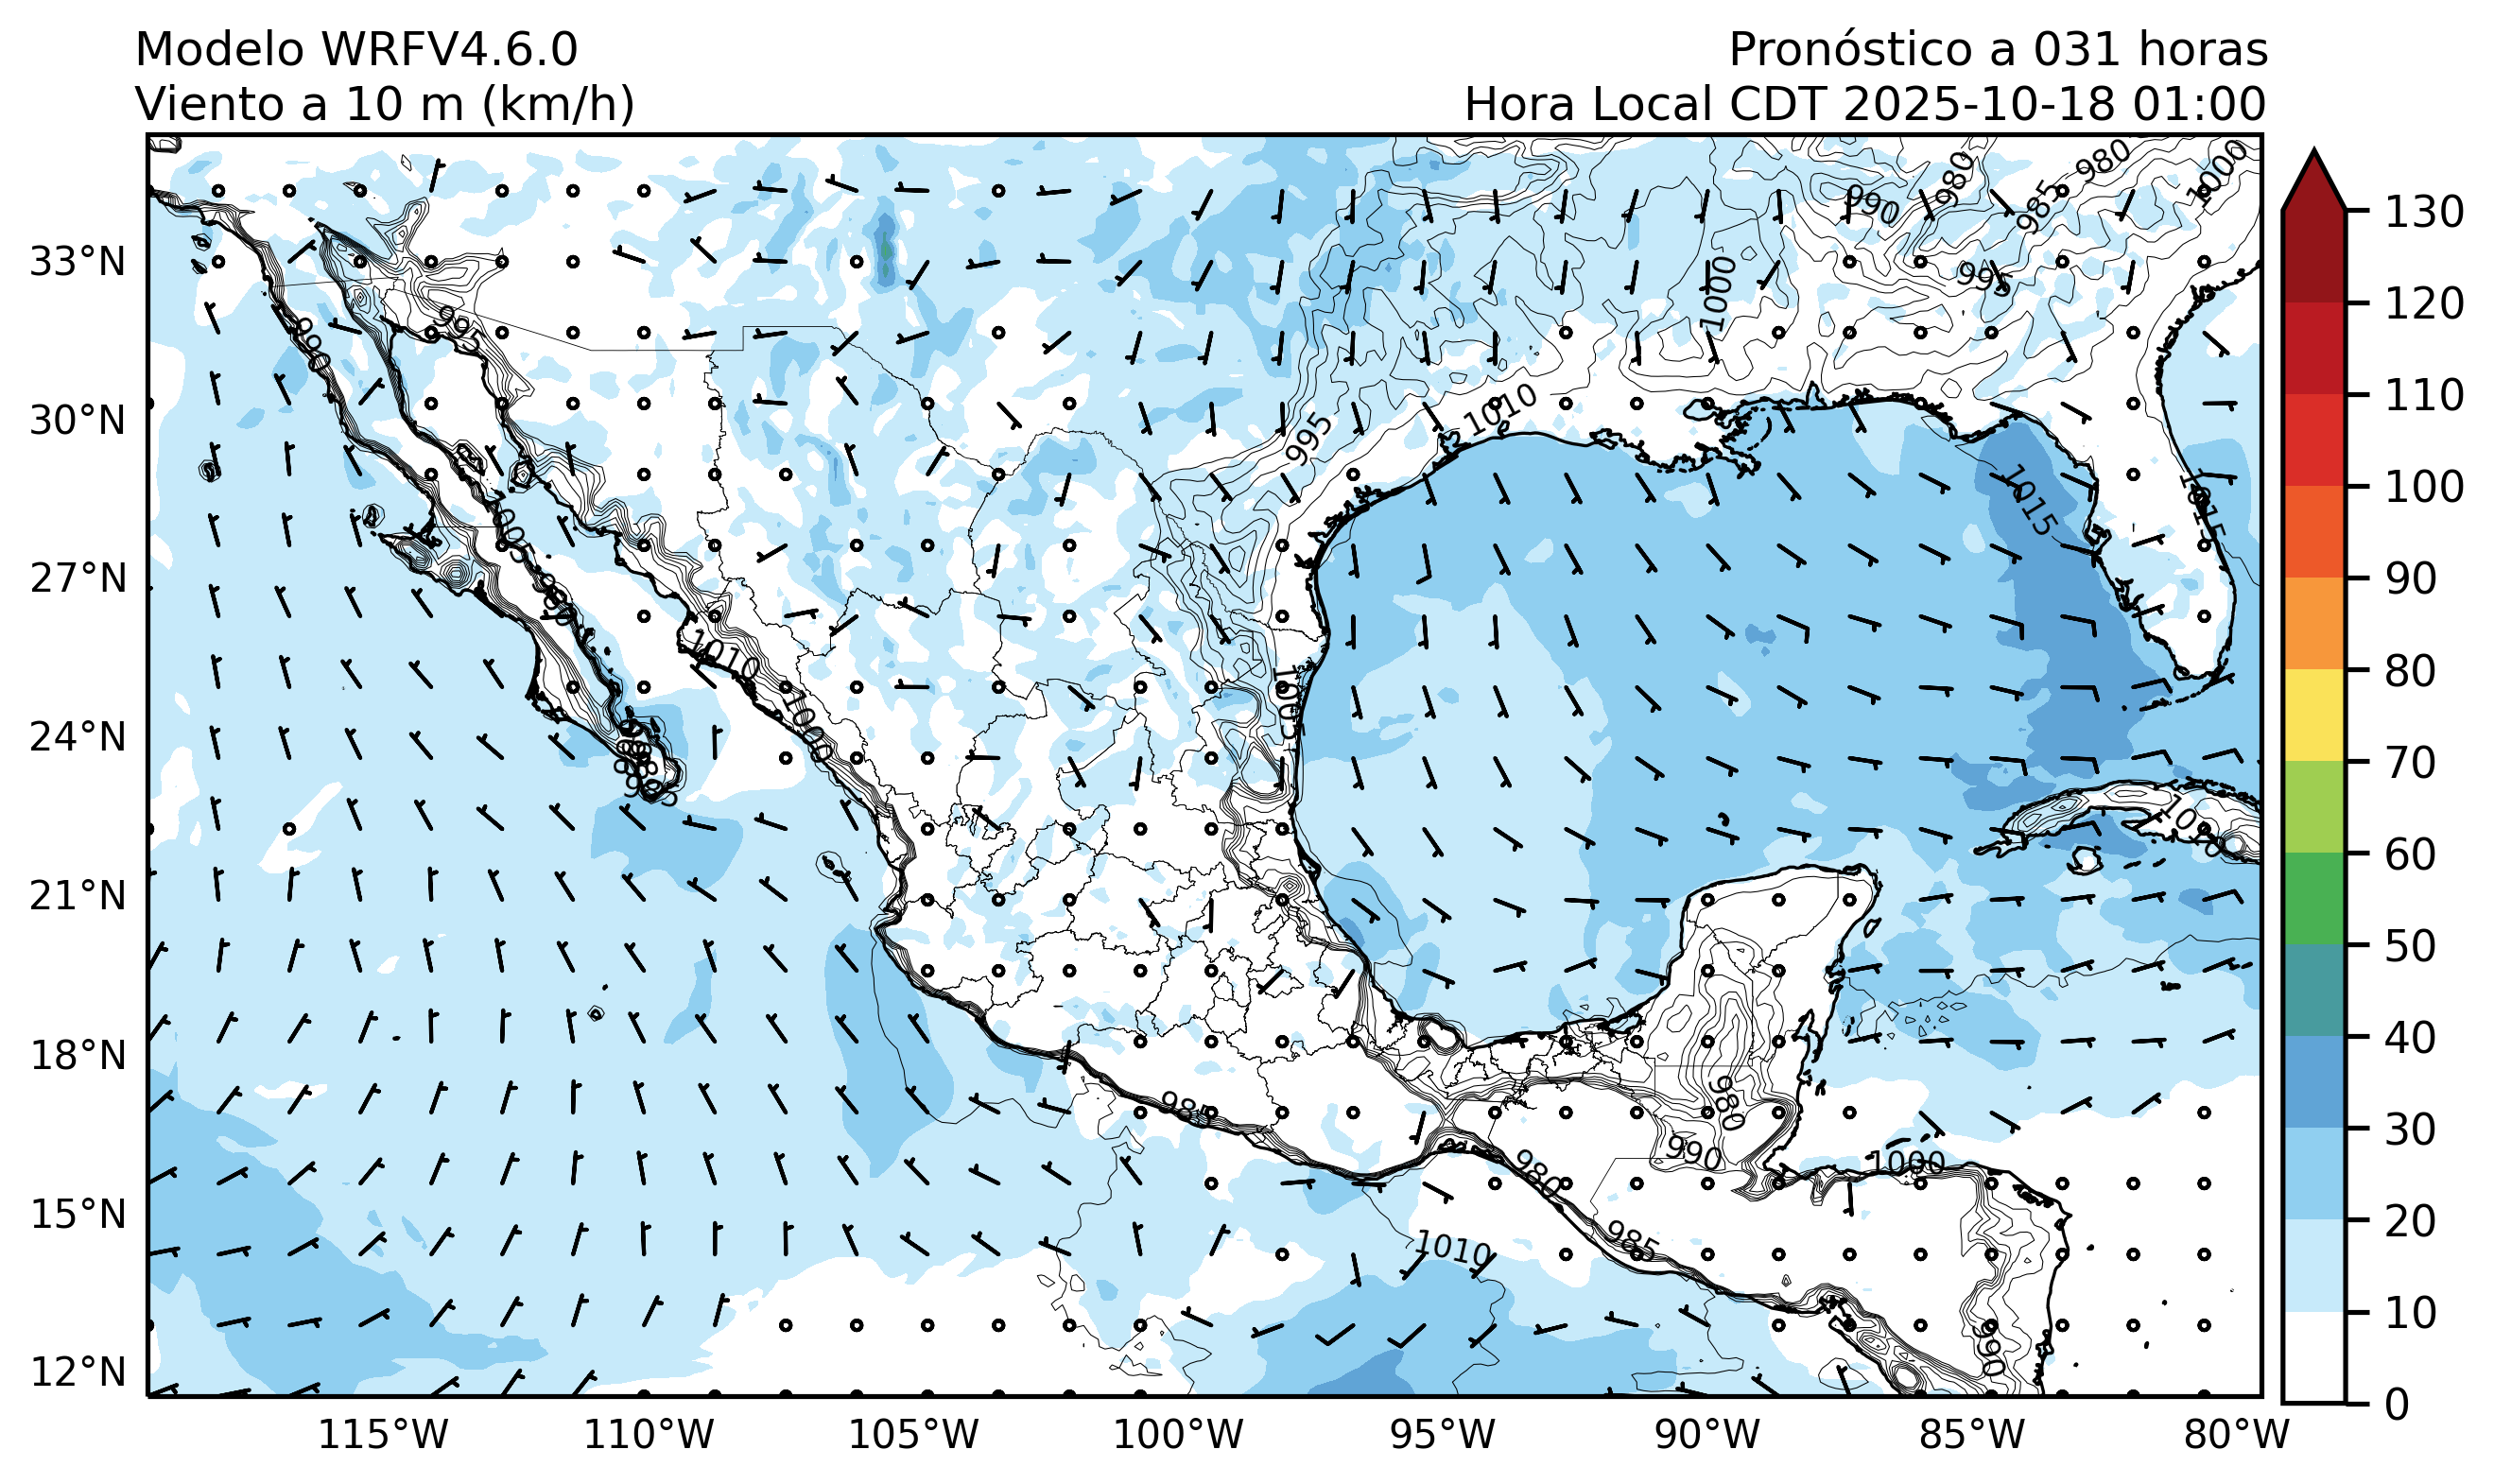 Modelo WRFV4.6.0
Viento a 10 m (km/h)
Pronóstico a 031 horas
Hora Local CDT 2025-10-18 01:00
33°N
30°N
27°N
24°N
21°N
18°N
15°N
12°N
115°W
110°W
105°W
100°W
95°W
90°W
85°W
80°W
130
120
110
100
90
80
70
60
50
40
30
20
10
0
980
980
1000
990
985
995
1000
995
1010
995
1015
1015
1010
1000
1005
1010
985
980
990
1000
980
985
1010
990